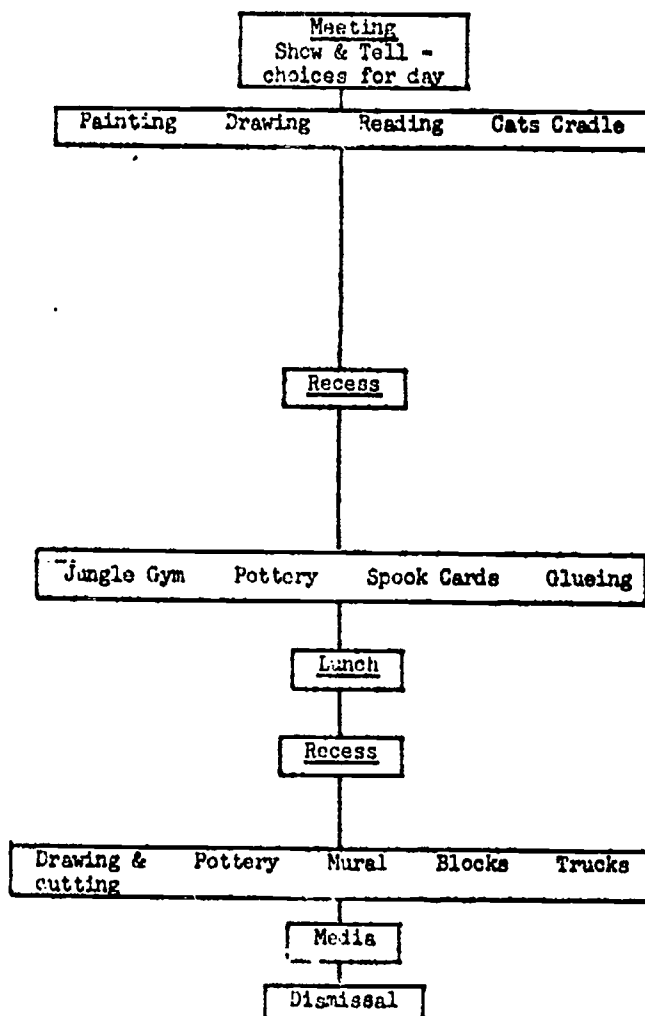 Meeting
Show & Tell -
choices for day
Painting Drawing Reading Cats Cradle
Recess
Jungle Gym Pottery Spook Cards Glueing
Lunch
Recess
Drawing & Pottery Mural Blocks Trucks
cutting
Media
Dismissal